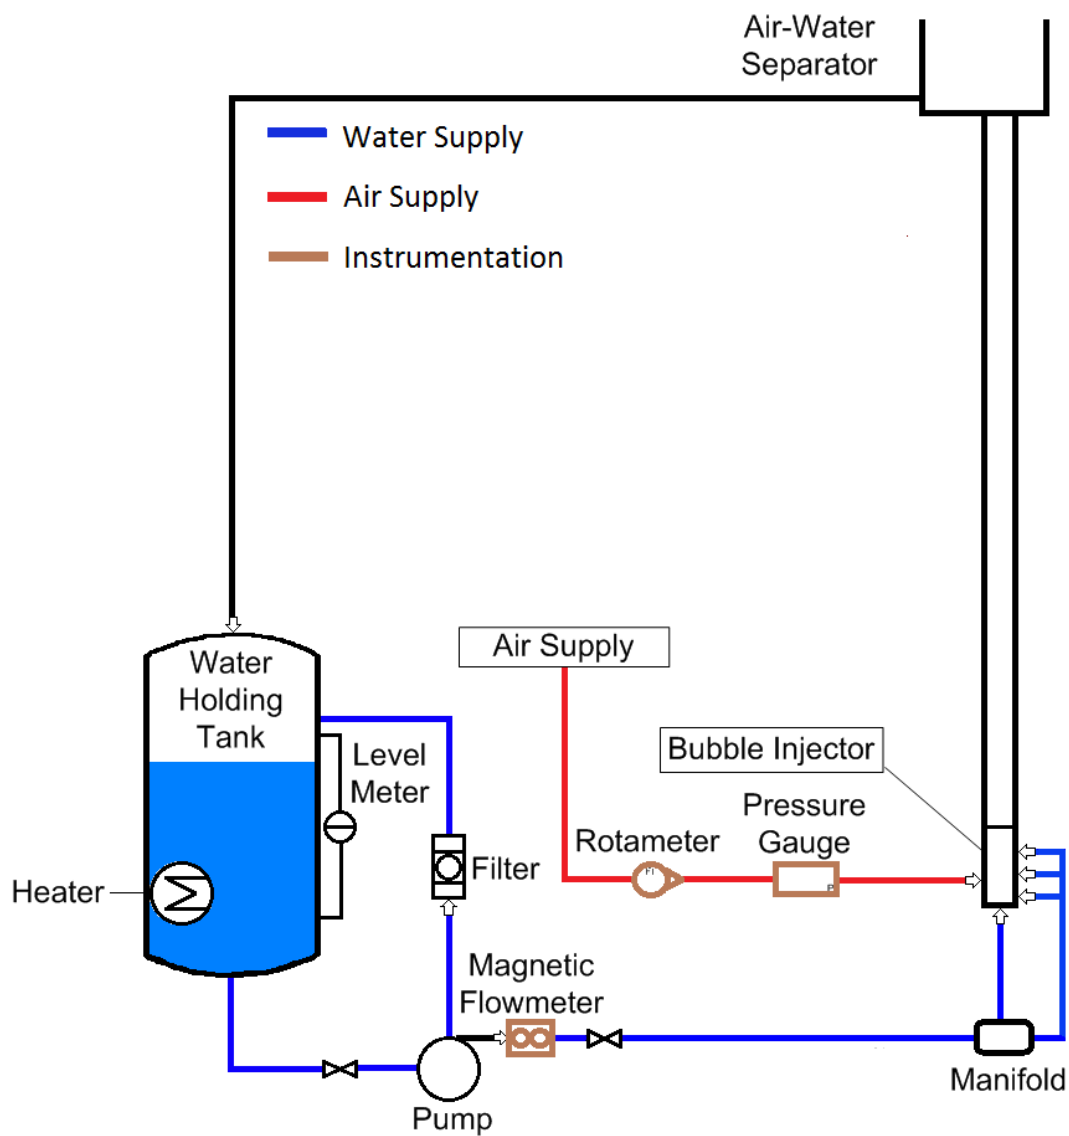 Air-Water
Separator
Water Supply
Air Supply
Instrumentation
Water
Holding
Tank
Air Supply
Level
Meter
Bubble Injector
Pressure
Gauge
Rotameter
FI
P
Filter
Heater
Magnetic
Flowmeter
Manifold
Pump